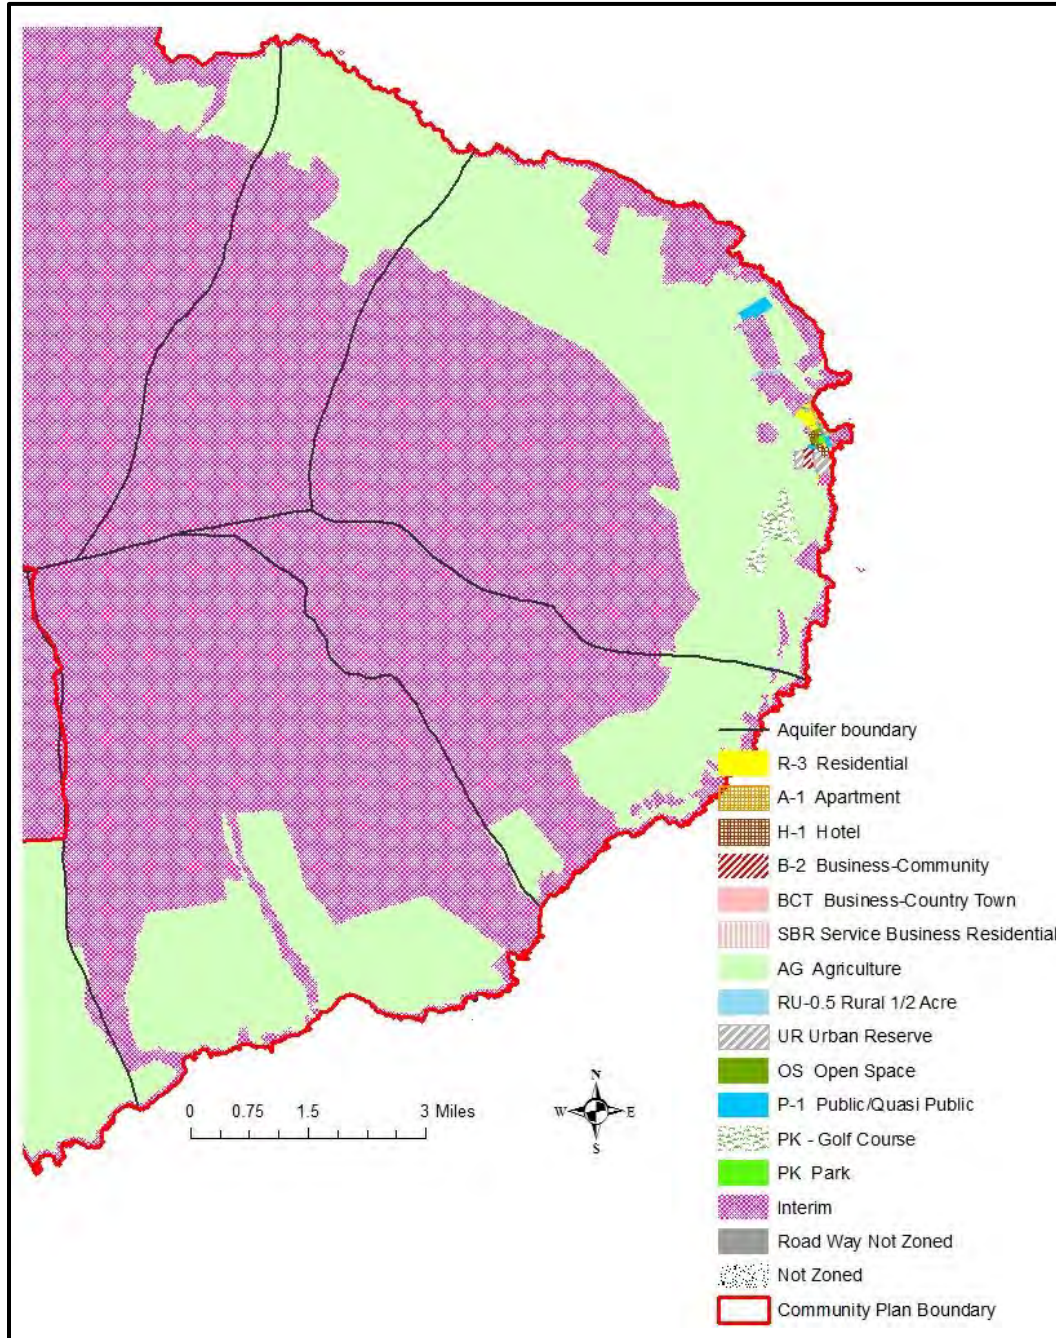 Aquifer boundary
R-3 Residential
A-1 Apartment
H-1 Hotel
B-2 Business-Community
BCT Business-Country Town
SBR Service Business Residential
AG Agriculture
RU-0.5 Rural 1/2 Acre
UR Urban Reserve
OS Open Space
P-1 Public/Quasi Public
PK - Golf Course
PK Park
Interim
Road Way Not Zoned
Not Zoned
Community Plan Boundary
0 0.75 1.5 3 Miles
N
W E
S